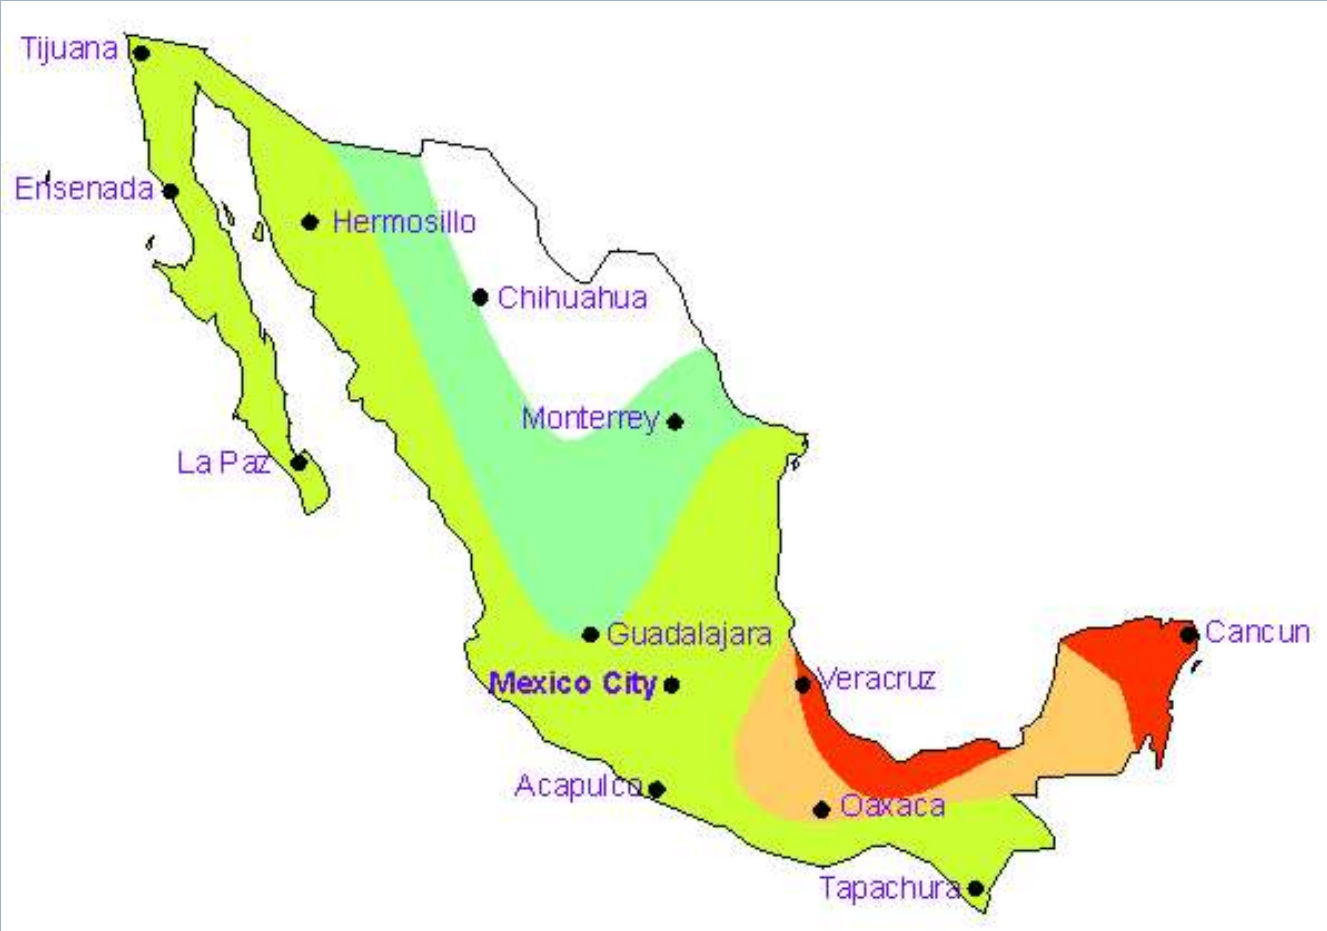 Tijuana
Ensenada
Hermosillo
Chihuahua
Monterrey
La Paz
Guadalajara
Cancun
Mexico City
Veracruz
Acapulco
Oaxaca
Tapachura